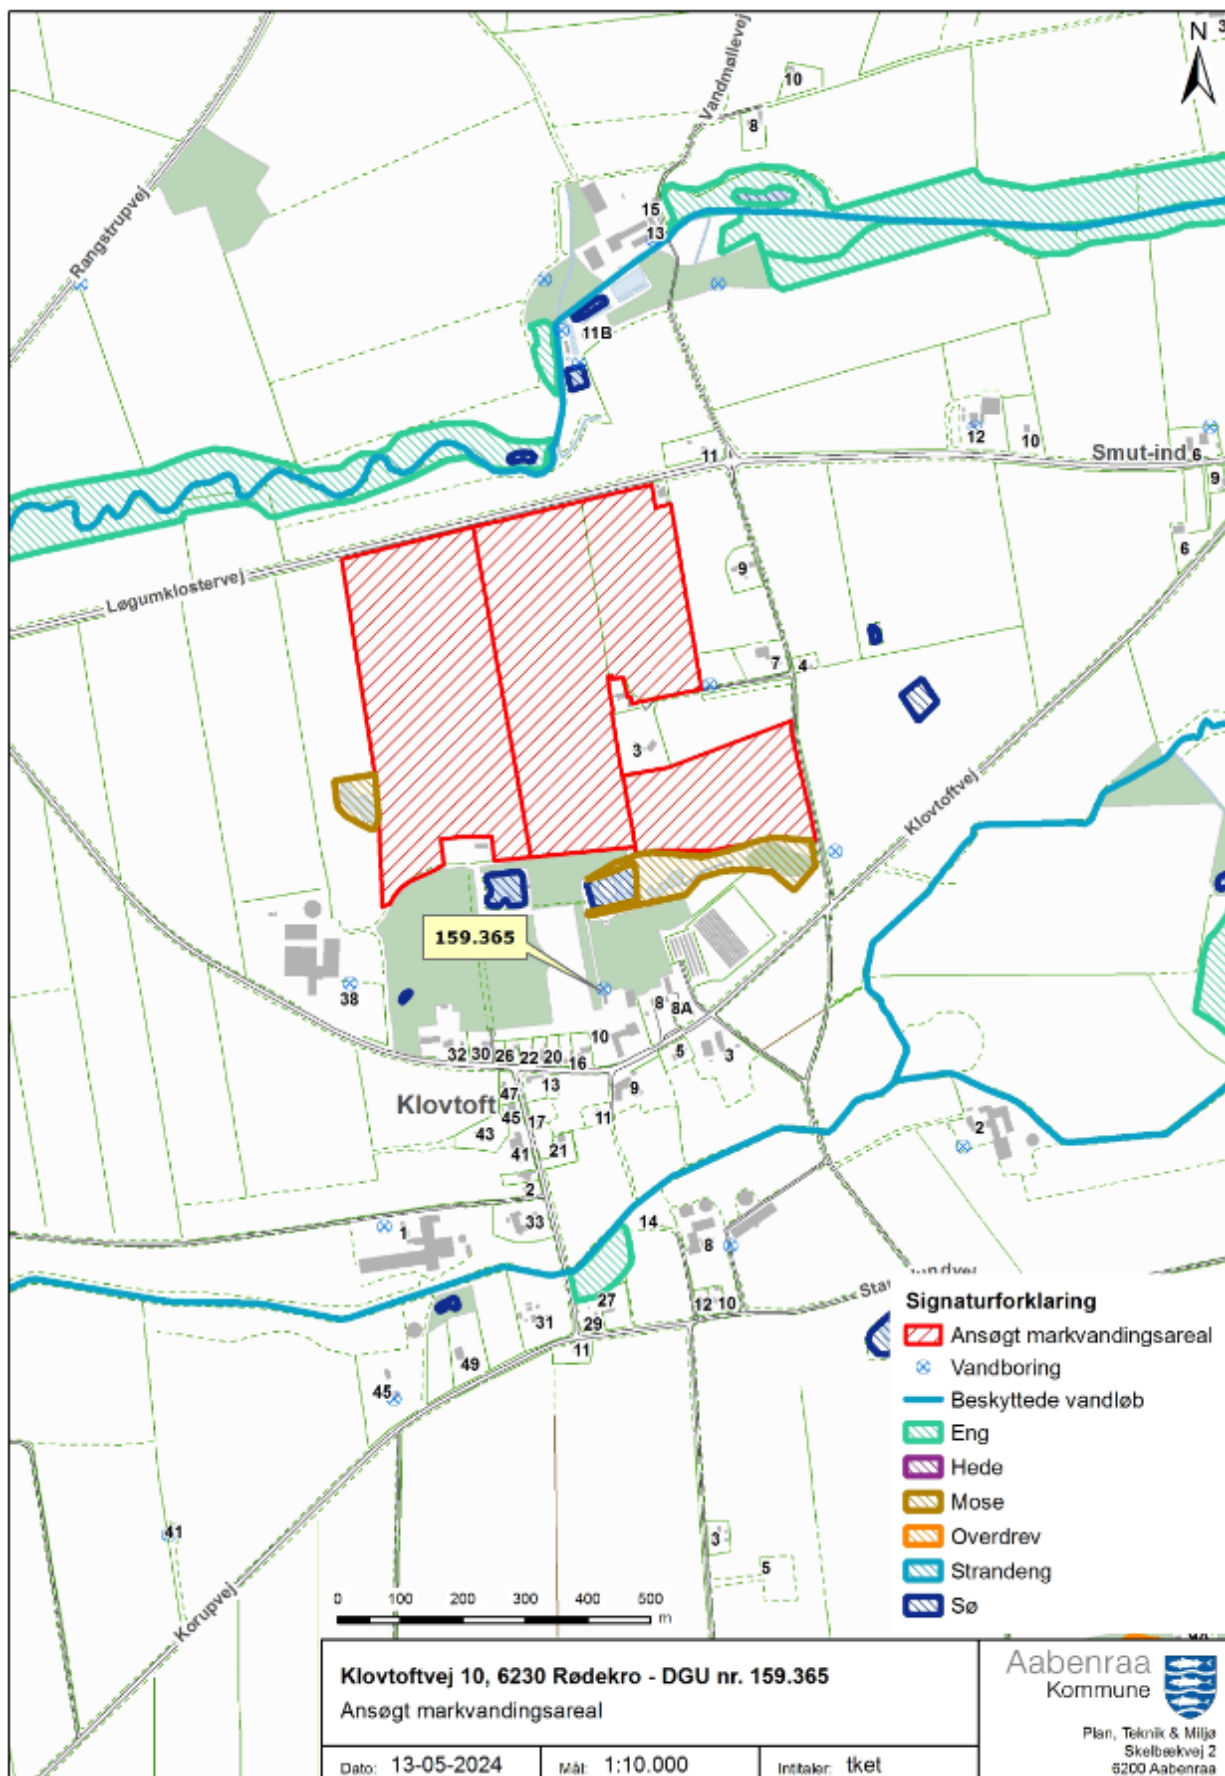 N
3
Vandmøllevej
10
8
Rangstrupvej
15
13
11B
11
12
10
Smut-ind
6
9
6
9
Løgumklostervej
7
4
3
Klovtoftvej
159.365
38
8
8A
10
32
30
26
22
20
16
5
3
13
47
9
Klovtoft
45
17
11
43
41
21
2
2
33
14
1
8
27
12
10
29
31
11
49
45
41
3
5
Korupvej
Signaturforklaring
Ansøgt markvandingsareal
Vandboring
Beskyttede vandløb
Eng
Hede
Mose
Overdrev
Strandeng
Sø
0 100 200 300 400 500
m
Klovtoftvej 10, 6230 Rødekro - DGU nr. 159.365
Ansøgt markvandingsareal
Dato: 13-05-2024
Mål: 1:10.000
Initialer: tket
Aabenraa
Kommune
Plan, Teknik & Miljø
Skelbækvej 2
6200 Aabenraa